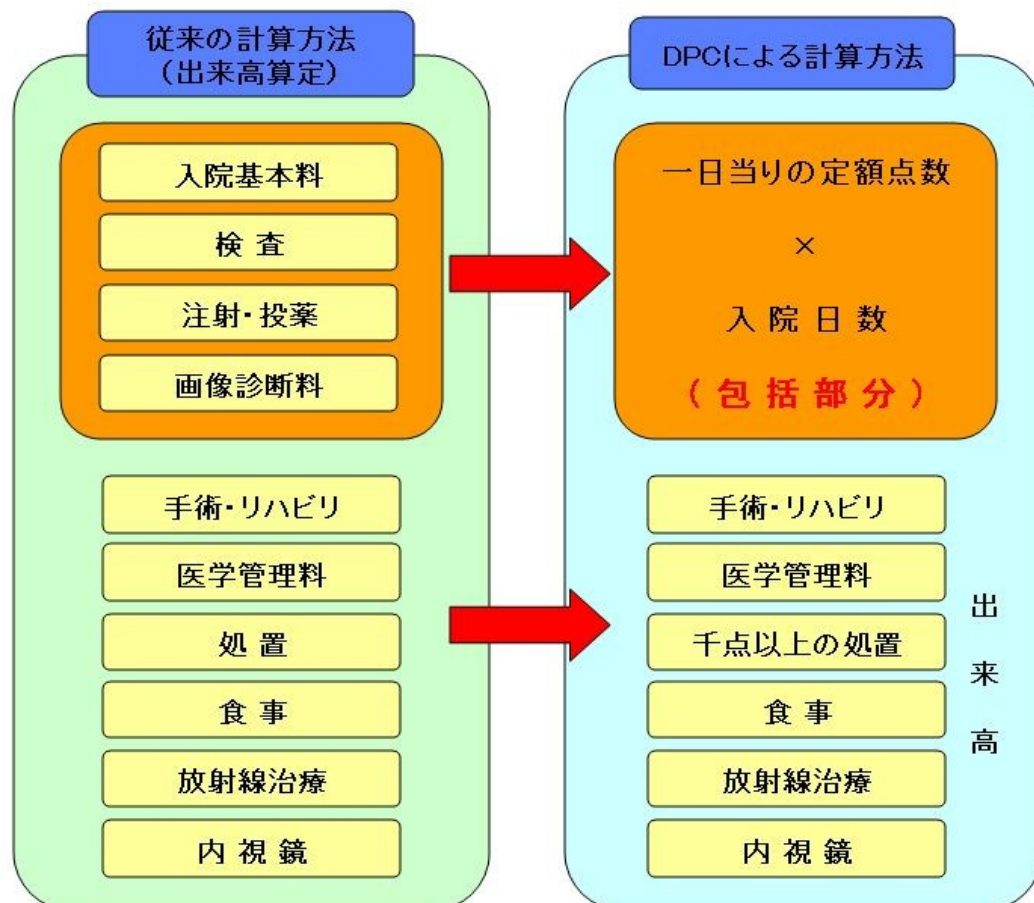 従来の計算方法
（出来高算定）
入院基本料
検 査
注射・投薬
画像診断料
手術・リハビリ
医学管理料
処 置
食 事
放射線治療
内 視 鏡
DPCによる計算方法
一日当りの定額点数
×
入 院 日 数
( 包 括 部 分 )
手術・リハビリ
医学管理料
千点以上の処置
食 事
放射線治療
内 視 鏡
出
来
高